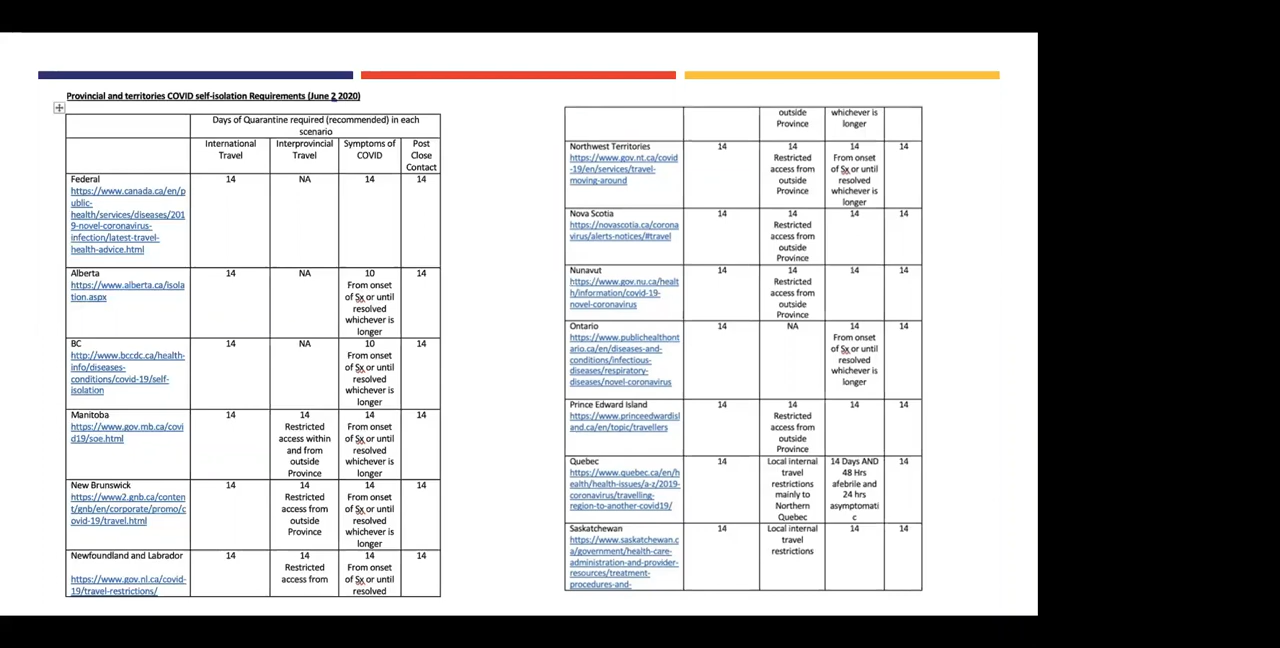 Provincial and territories COVID self-isolation Requirements (June 2 2020)
Days of Quarantine required (recommended) in each
scenario
International Travel
Interprovincial Travel
Symptoms of COVID
Post Close Contact
Federal
https://www.canada.ca/en/p
ublic-
health/services/diseases/201
9-novel-coronavirus-
infection/latest-travel-
health-advice.html
14
NA
14
14
Alberta
https://www.alberta.ca/isola
tion.aspx
14
NA
10
From onset
of Sx or until
resolved
whichever is
longer
14
BC
http://www.bccdc.ca/health-
info/diseases-
conditions/covid-19/self-
isolation
14
NA
10
From onset
of Sx or until
resolved
whichever is
longer
14
Manitoba
https://www.gov.mb.ca/covi
d19/soe.html
14
14
Restricted
access within
and from
outside
Province
14
From onset
of Sx or until
resolved
whichever is
longer
14
New Brunswick
https://www2.gnb.ca/conten
t/gnb/en/corporate/promo/c
ovid-19/travel.html
14
14
Restricted
access from
outside
Province
14
From onset
of Sx or until
resolved
whichever is
longer
14
Newfoundland and Labrador
https://www.gov.nl.ca/covid-
19/travel-restrictions/
14
14
Restricted
access from
14
From onset
of Sx or until
resolved
14
outside
Province
whichever is
longer
Northwest Territories
https://www.gov.nt.ca/covid
-19/en/services/travel-
moving-around
14
14
Restricted
access from
outside
Province
14
From onset
of Sx or until
resolved
whichever is
longer
14
Nova Scotia
https://novascotia.ca/corona
virus/alerts-notices/#travel
14
14
Restricted
access from
outside
Province
14
14
Nunavut
https://www.gov.nu.ca/healt
h/information/covid-19-
novel-coronavirus
14
14
Restricted
access from
outside
Province
14
14
Ontario
https://www.publichealthont
ario.ca/en/diseases-and-
conditions/infectious-
diseases/respiratory-
diseases/novel-coronavirus
14
NA
14
From onset
of Sx or until
resolved
whichever is
longer
14
Prince Edward Island
https://www.princeedwardisl
and.ca/en/topic/travellers
14
14
Restricted
access from
outside
Province
14
14
Quebec
https://www.quebec.ca/en/h
ealth/health-issues/a-z/2019-
coronavirus/travelling-
region-to-another-covid19/
14
Local internal
travel
restrictions
mainly to
Northern
Quebec
14 Days AND
48 Hrs
afebrile and
24 hrs
asymptomati
c
14
Saskatchewan
https://www.saskatchewan.c
a/government/health-care-
administration-and-provider-
resources/treatment-
procedures-and-
14
Local internal
travel
restrictions
14
14